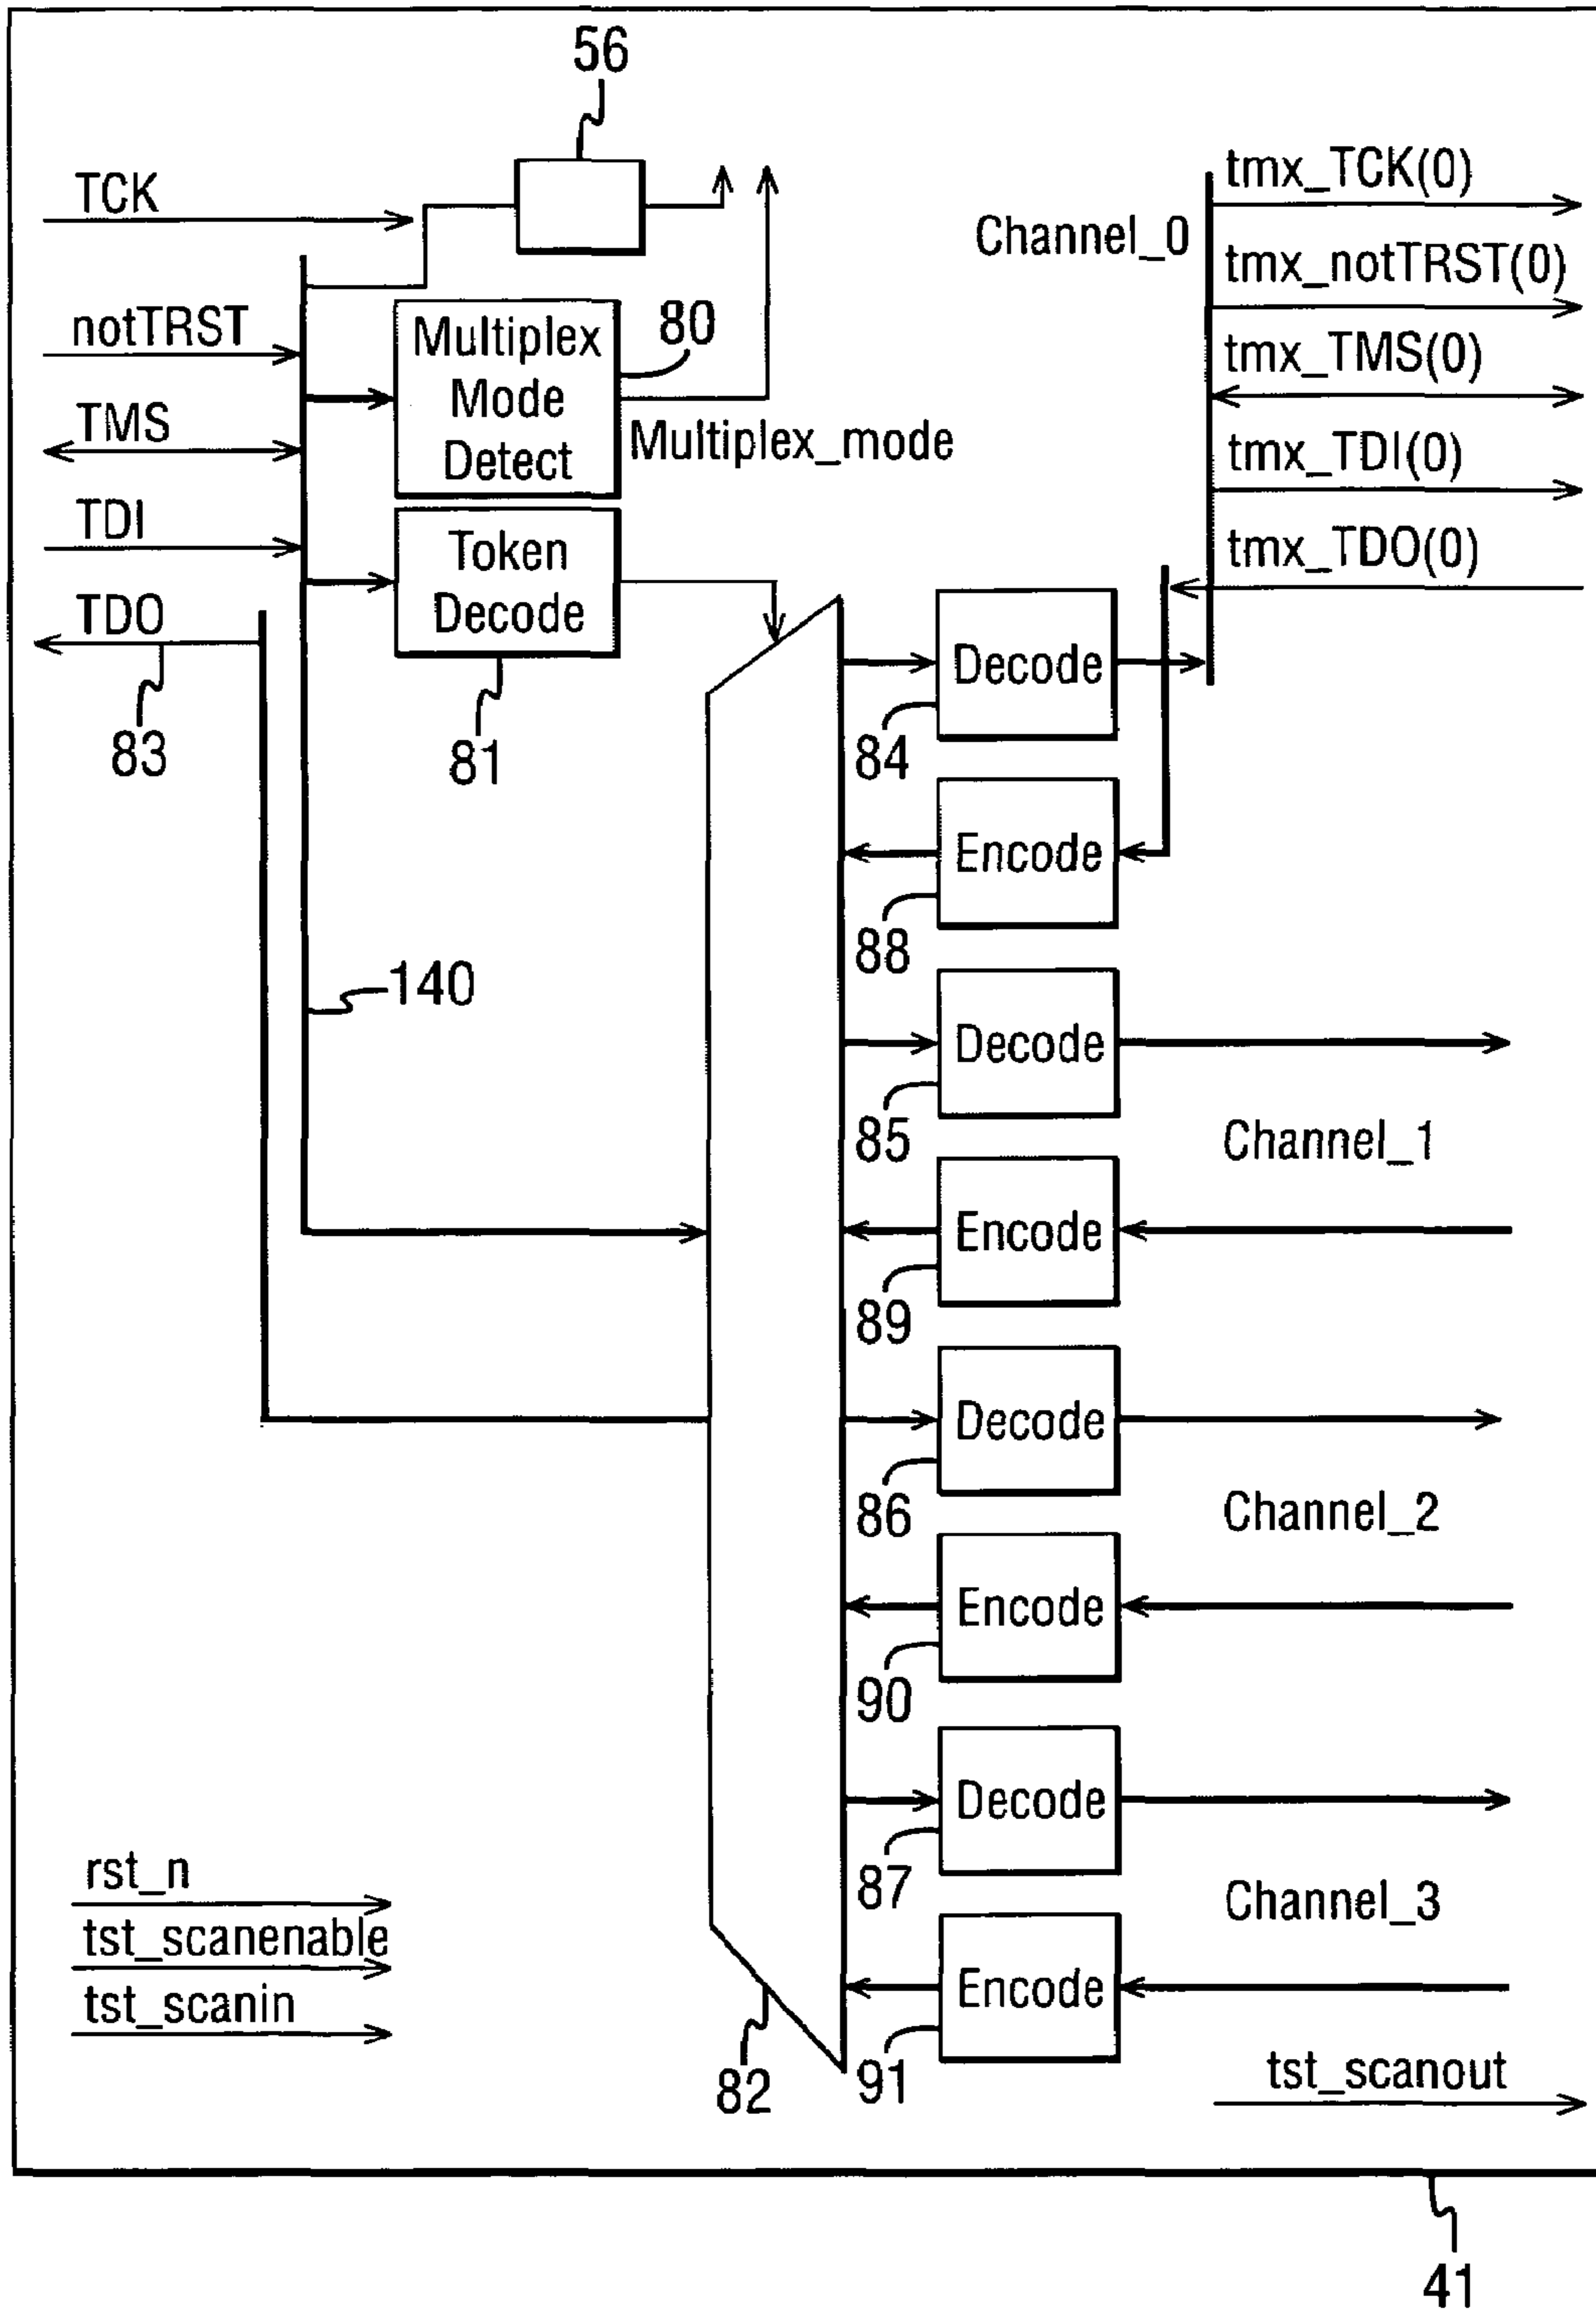 56
TCK
tmx_TCK(0)
Channel_0
tmx_notTRST(0)
notTRST
Multiplex
Mode
Detect
80
tmx_TMS(0)
TMS
Multiplex_mode
tmx_TDI(0)
TDI
Token
Decode
tmx_TDO(0)
TDO
83
81
Decode
84
Encode
88
140
Decode
85
Channel_1
Encode
89
Decode
86
Channel_2
Encode
90
Decode
87
rst_n
Channel_3
tst_scanenable
Encode
tst_scanin
82
91
tst_scanout
41